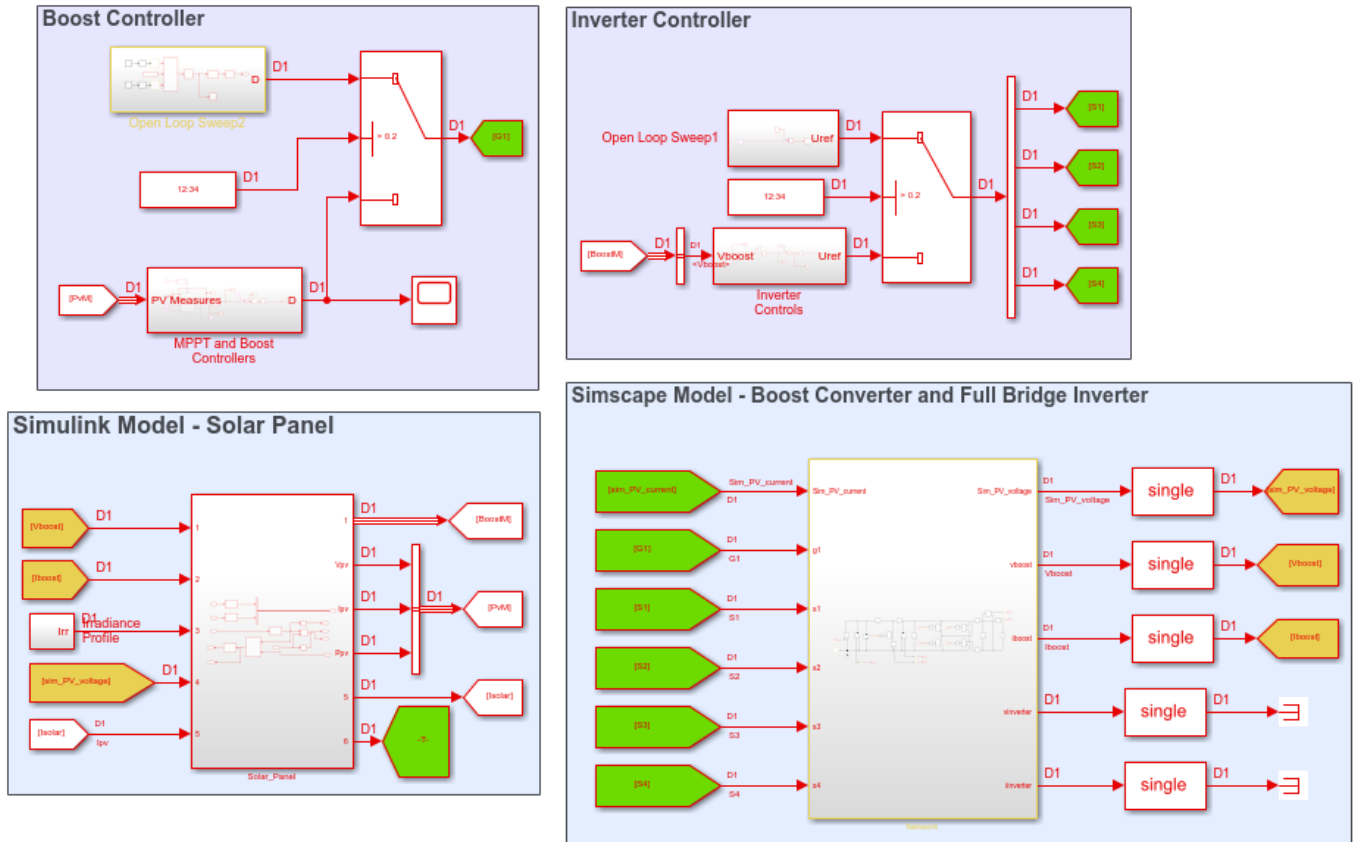 Boost Controller
D
D1
Open Loop Sweep2
> 0.2
D1
[G1]
12:34
D1
[PvM]
D1
PV Measures
D
D1
MPPT and Boost
Controllers
Inverter Controller
Open Loop Sweep1
Uref
D1
12:34
D1
> 0.2
D1
[BoostM]
D1
D1
<Vboost>
Vboost
Uref
D1
Inverter
Controls
D1
[S1]
D1
[S2]
D1
[S3]
D1
[S4]
Simulink Model - Solar Panel
[Vboost]
D1
1
[Iboost]
D1
2
Irr
D1
Irradiance
Profile
3
[sim_PV_voltage]
D1
4
[Isolar]
D1
Ipv
5
Solar_Panel
1
D1
[BoostM]
Vpv
D1
Ipv
D1
Ppv
D1
D1
[PvM]
5
D1
[Isolar]
6
D1
-T-
Simscape Model - Boost Converter and Full Bridge Inverter
[sim_PV_current]
Sim_PV_current
D1
Sim_PV_current
[G1]
D1
G1
g1
[S1]
D1
S1
s1
[S2]
D1
S2
s2
[S3]
D1
S3
s3
[S4]
D1
S4
s4
Sim_PV_voltage
D1
Sim_PV_voltage
single
D1
[sim_PV_voltage]
vboost
D1
Vboost
single
D1
[Vboost]
Iboost
D1
Iboost
single
D1
[Iboost]
D1
single
D1
D1
single
D1